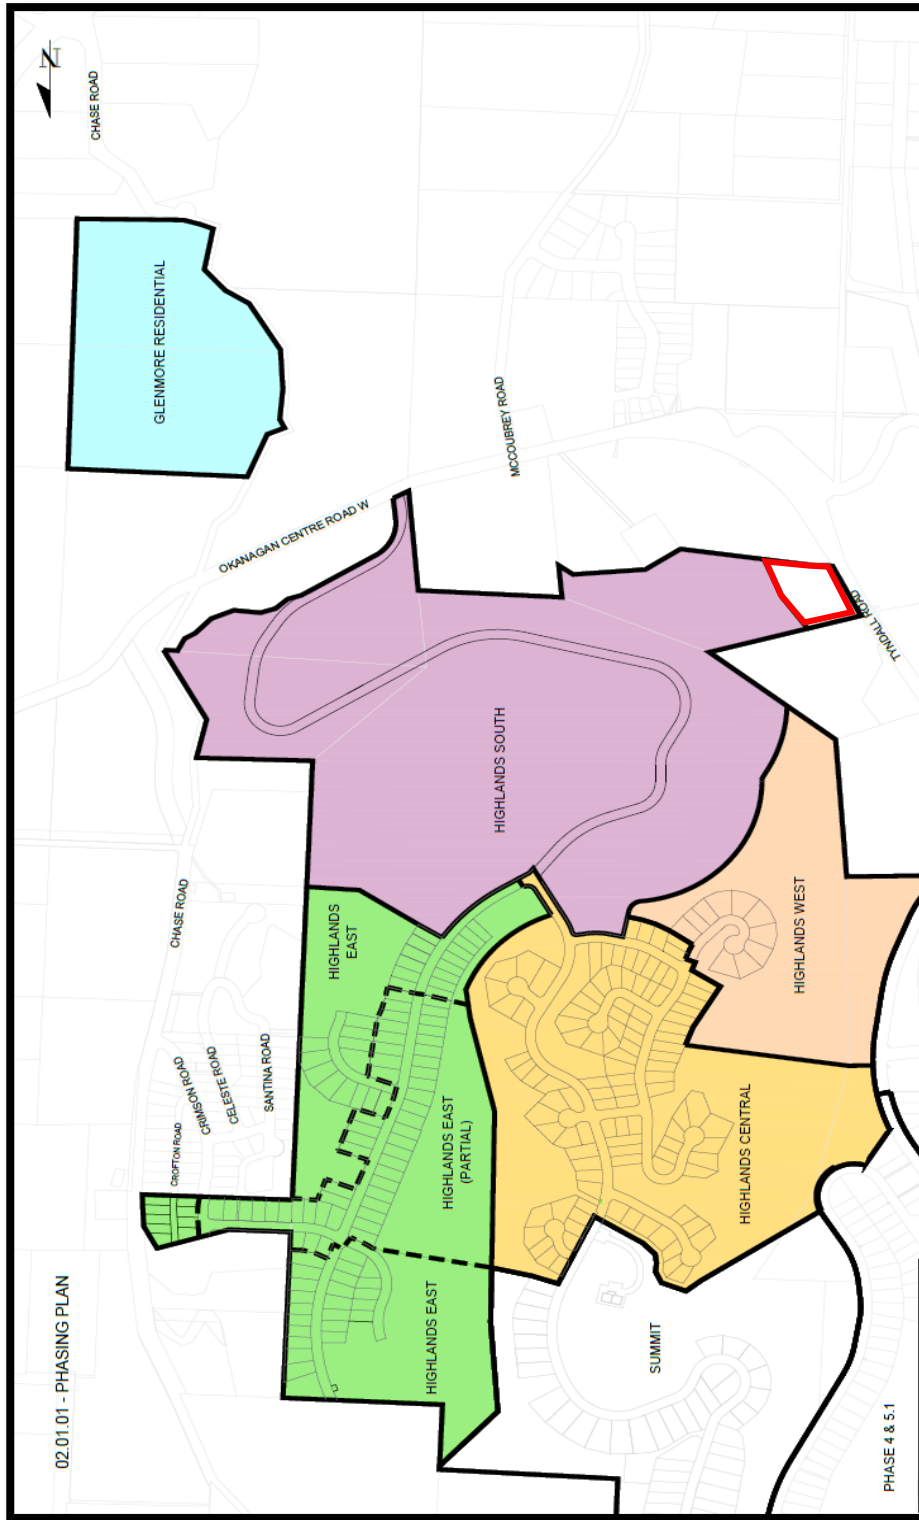 02.01.01 - PHASING PLAN
N
CHASE ROAD
GLENMORE RESIDENTIAL
OKANAGAN CENTRE ROAD W
MCCOUBREY ROAD
TYNDALL ROAD
HIGHLANDS SOUTH
CHASE ROAD
HIGHLANDS
EAST
HIGHLANDS WEST
CROFTON ROAD
CRIMSON ROAD
CELESTE ROAD
SANTINA ROAD
HIGHLANDS EAST
(PARTIAL)
HIGHLANDS CENTRAL
HIGHLANDS EAST
SUMMIT
PHASE 4 & 5.1